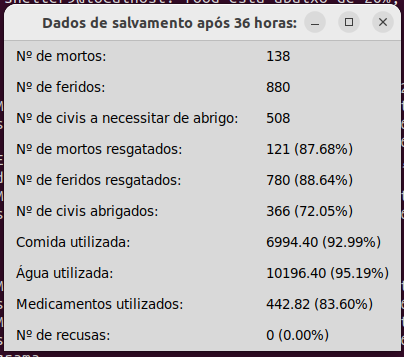 Dados de salvamento após 36 horas:
Nº de mortos: 138
Nº de feridos: 880
Nº de civis a necessitar de abrigo: 508
Nº de mortos resgatados: 121 (87.68%)
Nº de feridos resgatados: 780 (88.64%)
Nº de civis abrigados: 366 (72.05%)
Comida utilizada: 6994.40 (92.99%)
Água utilizada: 10196.40 (95.19%)
Medicamentos utilizados: 442.82 (83.60%)
Nº de recusas: 0 (0.00%)